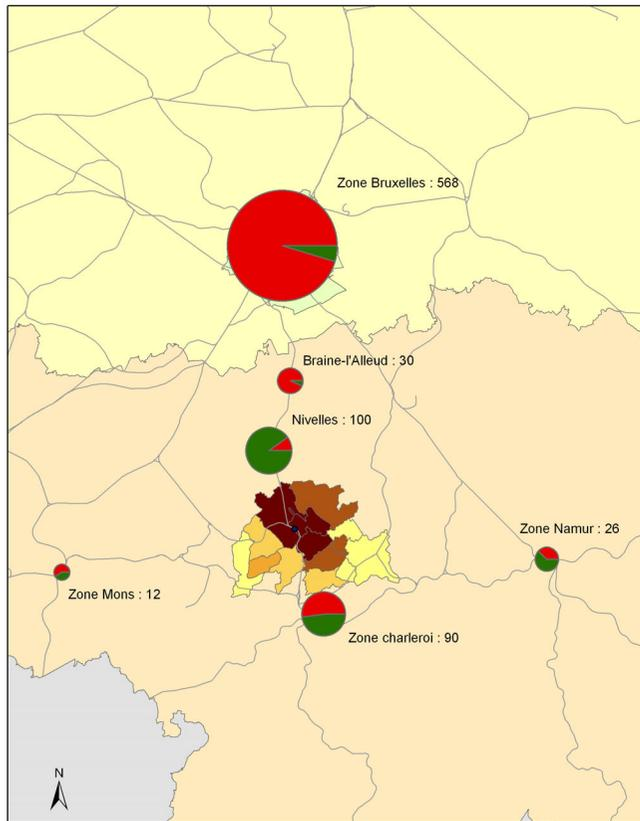 Zone Bruxelles : 568
Braine-l'Alleud : 30
Nivelles : 100
Zone Namur : 26
Zone Mons : 12
Zone charleroi : 90
N